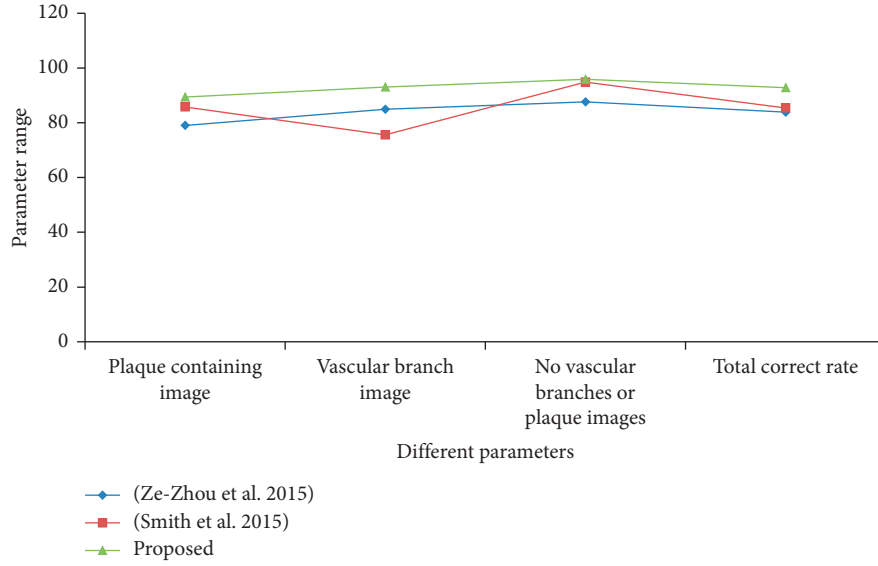 120
100
80
60
40
20
0
Parameter range
Plaque containing
image
Vascular branch
image
No vascular
branches or
plaque images
Total correct rate
Different parameters
(Ze-Zhou et al. 2015)
(Smith et al. 2015)
Proposed